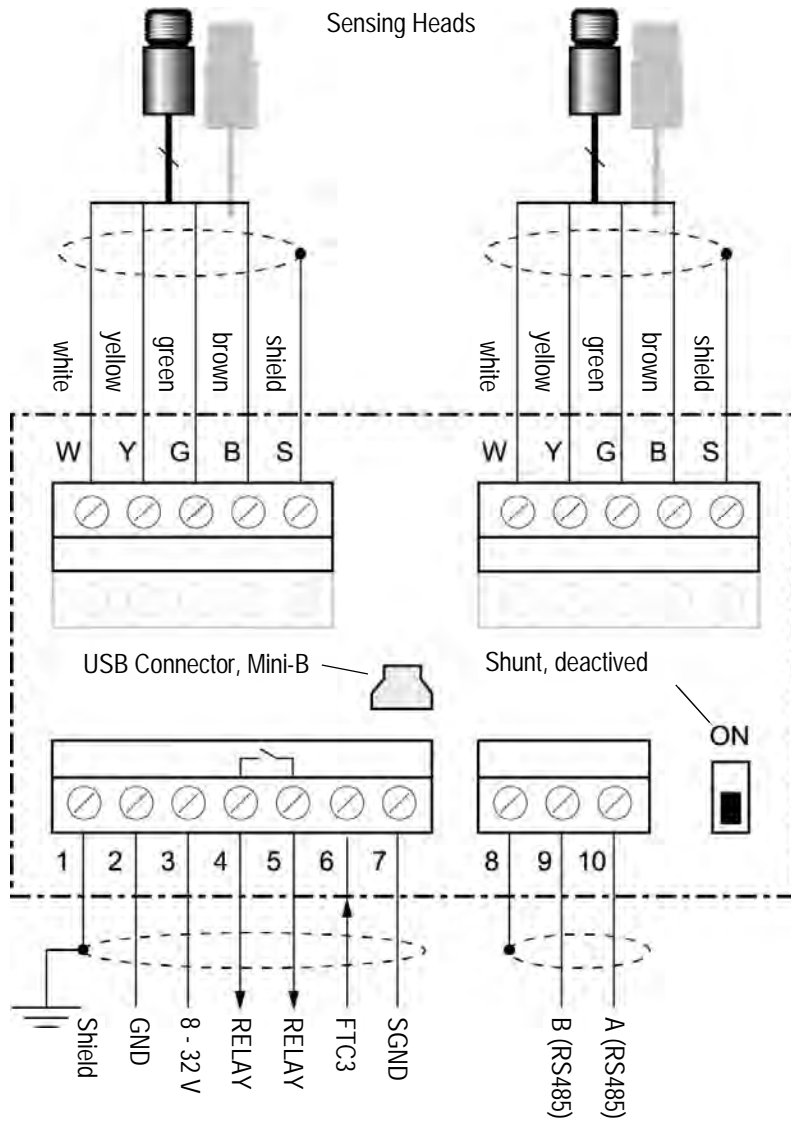 Sensing Heads
white yellow green brown shield
white yellow green brown shield
W Y G B S
W Y G B S
USB Connector, Mini-B
Shunt, deactived
ON
1 2 3 4 5 6 7
8 9 10
Shield
GND
8 - 32 V
RELAY
RELAY
FTC3
SGND
B (RS485)
A (RS485)